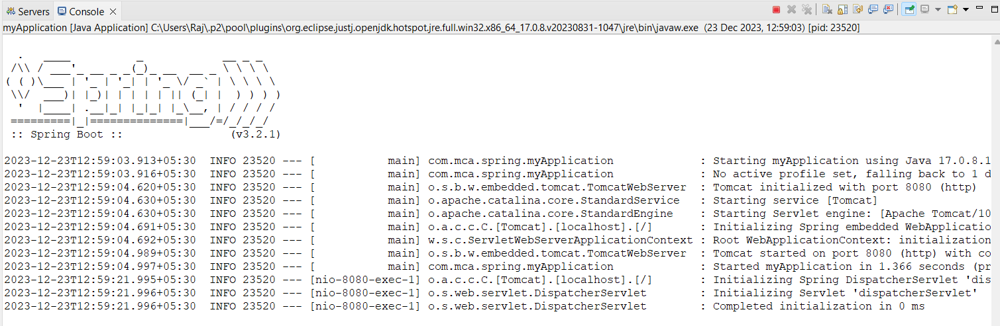 Servers Console
myApplication [Java Application] C:\Users\Raj\.p2\pool\plugins\org.eclipse.justj.openjdk.hotspot.jre.full.win32.x86_64_17.0.8.v20230831-1047\jre\bin\javaw.exe (23 Dec 2023, 12:59:03) [pid: 23520]
  .   ____          _            __ _ _
 /\\ / ___'_ __ _ _(_)_ __  __ _ \ \ \ \
( ( )\___ | '_ | '_| | '_ \/ _` | \ \ \ \
 \\/  ___)| |_)| | | | | || (_| |  ) ) ) )
  '  |____| .__|_| |_|_| |_\__, | / / / /
 =========|_|==============|___/=/_/_/_/
 :: Spring Boot ::                (v3.2.1)
2023-12-23T12:59:03.913+05:30  INFO 23520 --- [           main] com.mca.spring.myApplication             : Starting myApplication using Java 17.0.8.1
2023-12-23T12:59:03.916+05:30  INFO 23520 --- [           main] com.mca.spring.myApplication             : No active profile set, falling back to 1 d
2023-12-23T12:59:04.620+05:30  INFO 23520 --- [           main] o.s.b.w.embedded.tomcat.TomcatWebServer  : Tomcat initialized with port 8080 (http)
2023-12-23T12:59:04.630+05:30  INFO 23520 --- [           main] o.apache.catalina.core.StandardService   : Starting service [Tomcat]
2023-12-23T12:59:04.630+05:30  INFO 23520 --- [           main] o.apache.catalina.core.StandardEngine    : Starting Servlet engine: [Apache Tomcat/10
2023-12-23T12:59:04.691+05:30  INFO 23520 --- [           main] o.a.c.c.C.[Tomcat].[localhost].[/]       : Initializing Spring embedded WebApplicatio
2023-12-23T12:59:04.692+05:30  INFO 23520 --- [           main] w.s.c.ServletWebServerApplicationContext : Root WebApplicationContext: initialization
2023-12-23T12:59:04.989+05:30  INFO 23520 --- [           main] o.s.b.w.embedded.tomcat.TomcatWebServer  : Tomcat started on port 8080 (http) with co
2023-12-23T12:59:04.997+05:30  INFO 23520 --- [           main] com.mca.spring.myApplication             : Started myApplication in 1.366 seconds (pr
2023-12-23T12:59:21.995+05:30  INFO 23520 --- [nio-8080-exec-1] o.a.c.c.C.[Tomcat].[localhost].[/]       : Initializing Spring DispatcherServlet 'dis
2023-12-23T12:59:21.996+05:30  INFO 23520 --- [nio-8080-exec-1] o.s.web.servlet.DispatcherServlet        : Initializing Servlet 'dispatcherServlet'
2023-12-23T12:59:21.996+05:30  INFO 23520 --- [nio-8080-exec-1] o.s.web.servlet.DispatcherServlet        : Completed initialization in 0 ms